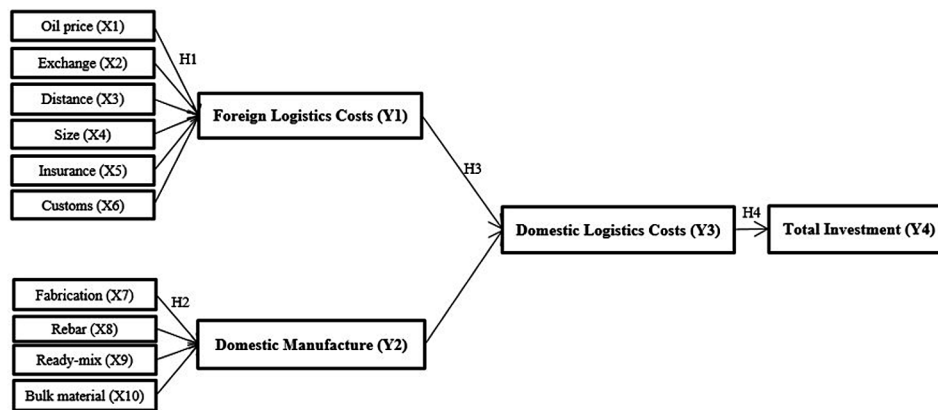 Oil price (X1)
H1
Exchange (X2)
Distance (X3)
Foreign Logistics Costs (Y1)
Size (X4)
Insurance (X5)
H3
Customs (X6)
H4
Domestic Logistics Costs (Y3)
Total Investment (Y4)
Fabrication (X7)
H2
Rebar (X8)
Domestic Manufacture (Y2)
Ready-mix (X9)
Bulk material (X10)